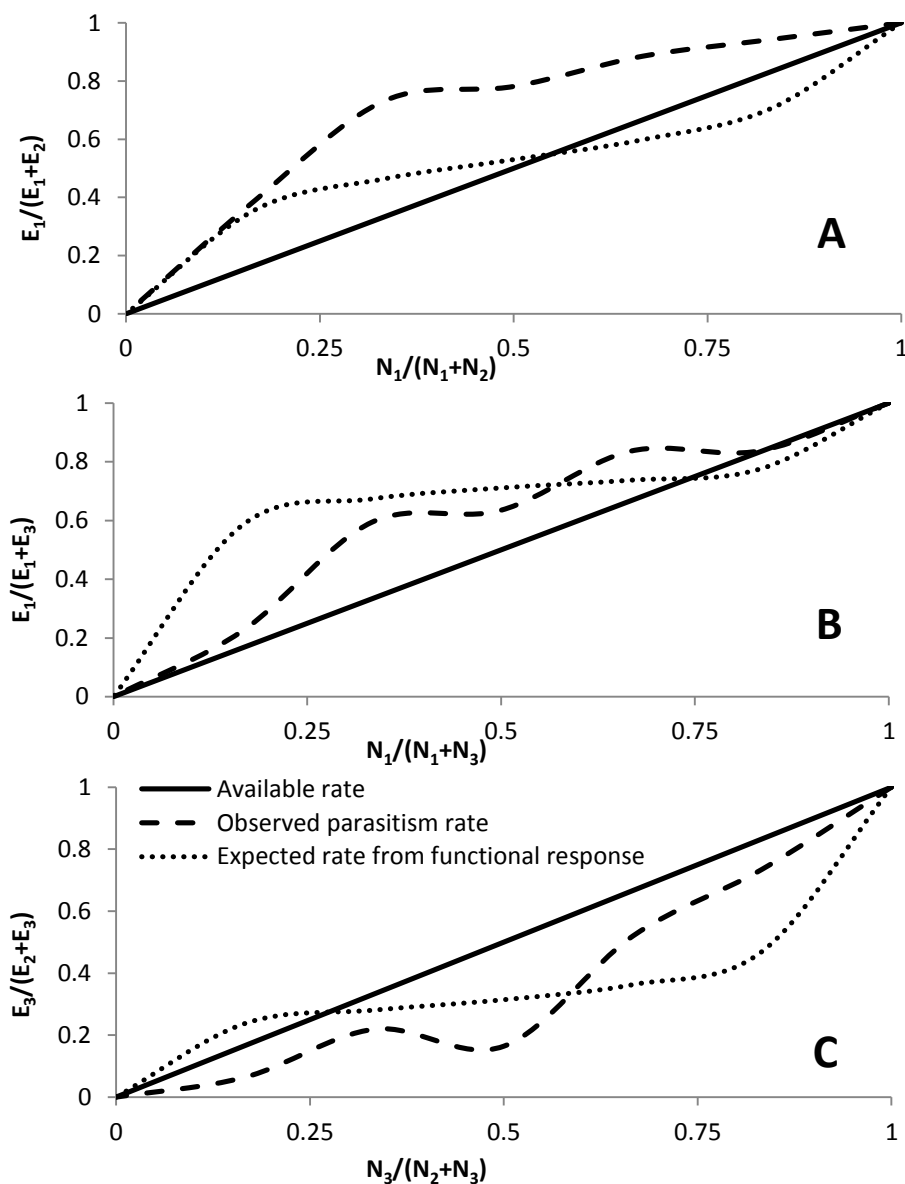 1
0.8
0.6
0.4
0.2
0
E₁/(E₁+E₂)
A
0 0.25 0.5 0.75 1
N₁/(N₁+N₂)
1
0.8
0.6
0.4
0.2
0
E₁/(E₁+E₃)
B
0 0.25 0.5 0.75 1
N₁/(N₁+N₃)
1
0.8
0.6
0.4
0.2
0
E₃/(E₂+E₃)
Available rate
Observed parasitism rate
Expected rate from functional response
C
0 0.25 0.5 0.75 1
N₃/(N₂+N₃)